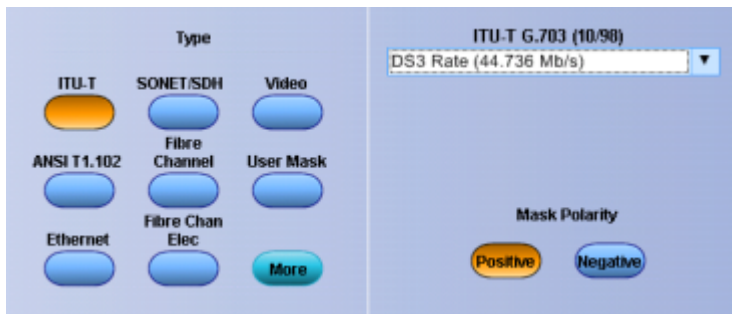 Type
ITU-T
SONET/SDH
Video
ANSI T1.102
Fibre
Channel
User Mask
Ethernet
Fibre Chan
Elec
More
ITU-T G.703 (10/98)
DS3 Rate (44.736 Mb/s)
Mask Polarity
Positive
Negative